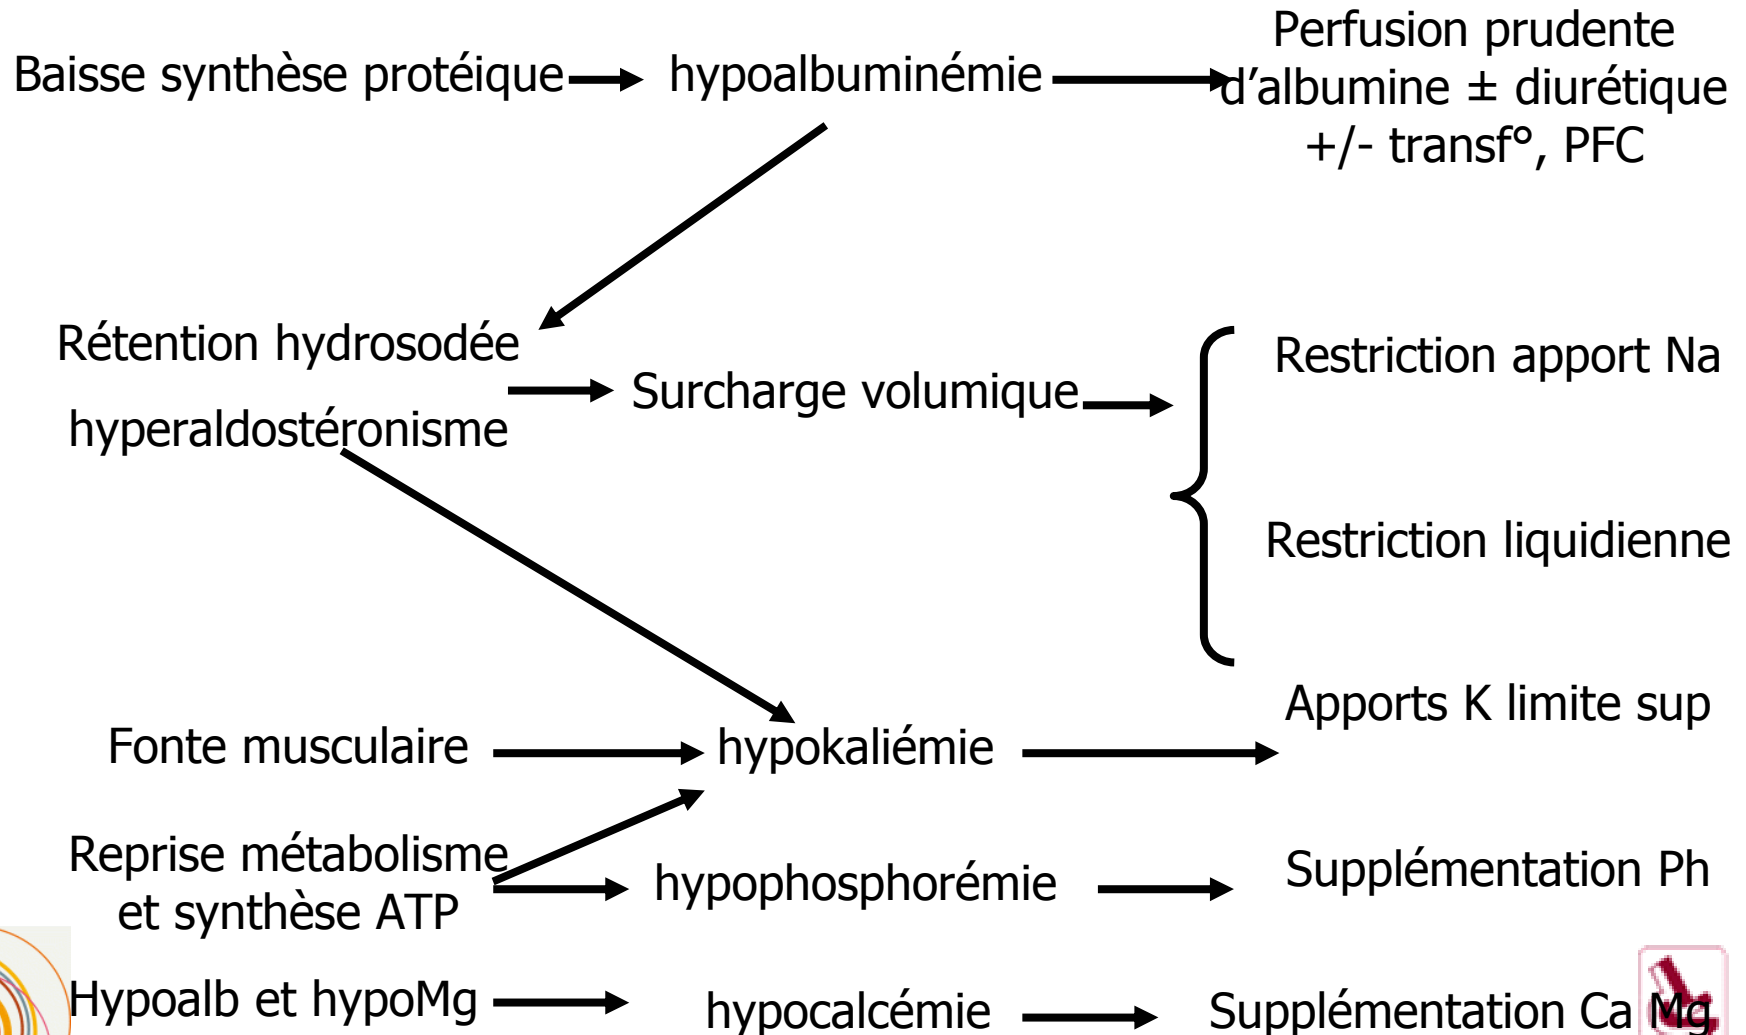 Baisse synthèse protéique
hypoalbuminémie
Perfusion prudente
d’albumine ± diurétique
+/- transf°, PFC
Rétention hydrosodée
hyperaldostéronisme
Surcharge volumique
Restriction apport Na
Restriction liquidienne
Apports K limite sup
Fonte musculaire
hypokaliémie
Reprise métabolisme
et synthèse ATP
hypophosphorémie
Supplémentation Ph
Hypoalb et hypoMg
hypocalcémie
Supplémentation Ca Mg